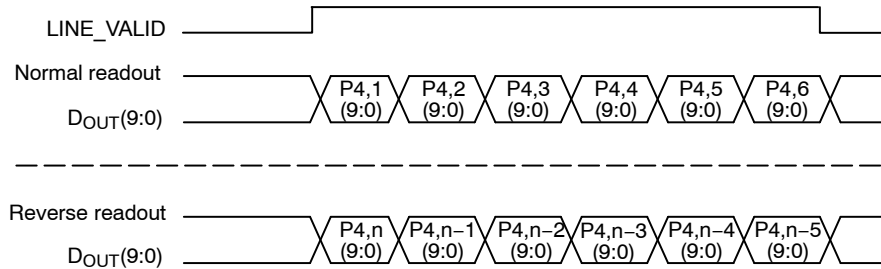 LINE_VALID
Normal readout
P4,1 P4,2 P4,3 P4,4 P4,5 P4,6
(9:0) (9:0) (9:0) (9:0) (9:0) (9:0)
DOUT(9:0)
Reverse readout
P4,n P4,n−1 P4,n−2 P4,n−3 P4,n−4 P4,n−5
(9:0) (9:0) (9:0) (9:0) (9:0) (9:0)
DOUT(9:0)